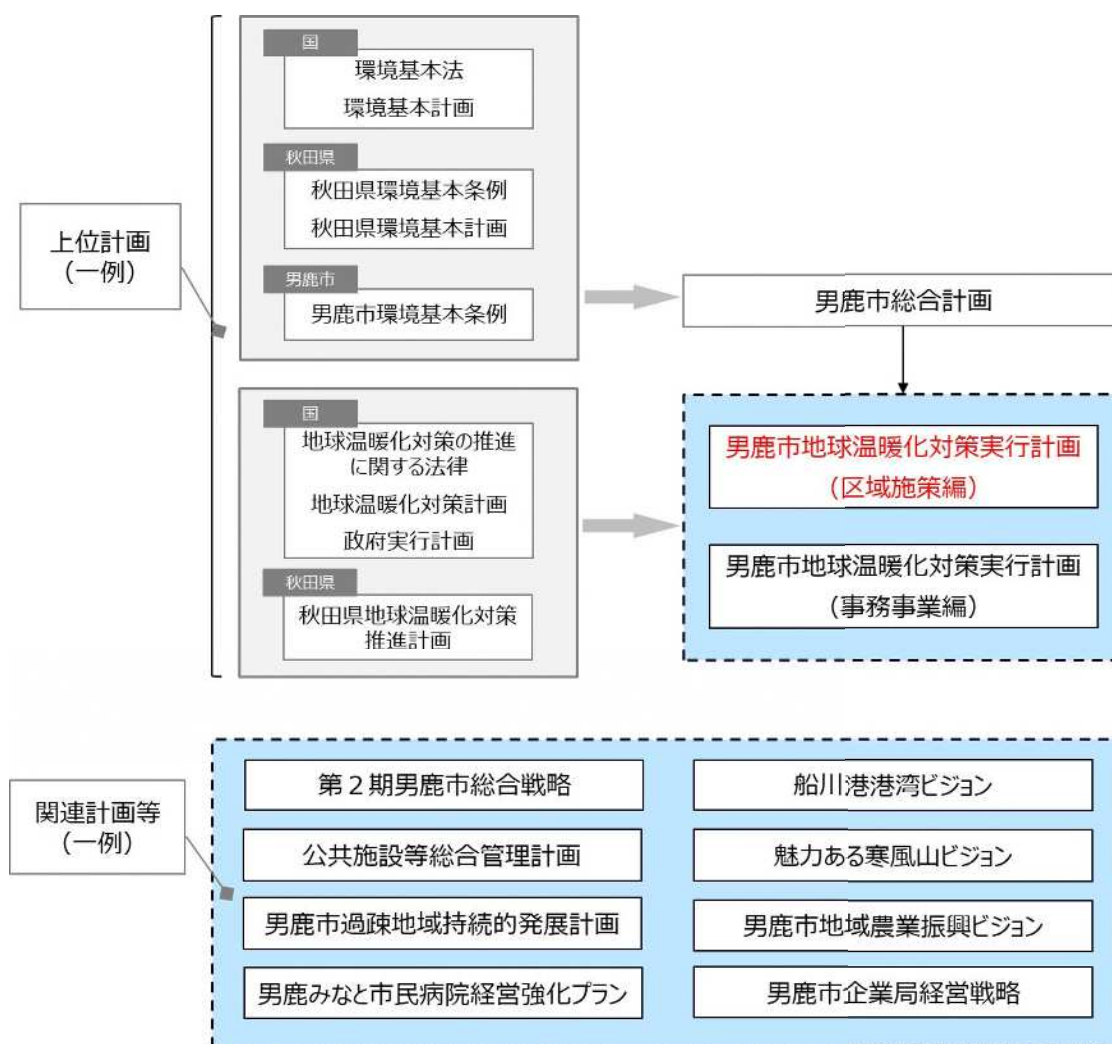 国
環境基本法
環境基本計画
秋田県
秋田県環境基本条例
秋田県環境基本計画
男鹿市
男鹿市環境基本条例
上位計画
（一例）
男鹿市総合計画
国
地球温暖化対策の推進
に関する法律
地球温暖化対策計画
政府実行計画
秋田県
秋田県地球温暖化対策
推進計画
男鹿市地球温暖化対策実行計画
（区域施策編）
男鹿市地球温暖化対策実行計画
（事務事業編）
関連計画等
（一例）
第２期男鹿市総合戦略
船川港港湾ビジョン
公共施設等総合管理計画
魅力ある寒風山ビジョン
男鹿市過疎地域持続的発展計画
男鹿市地域農業振興ビジョン
男鹿みなと市民病院経営強化プラン
男鹿市企業局経営戦略